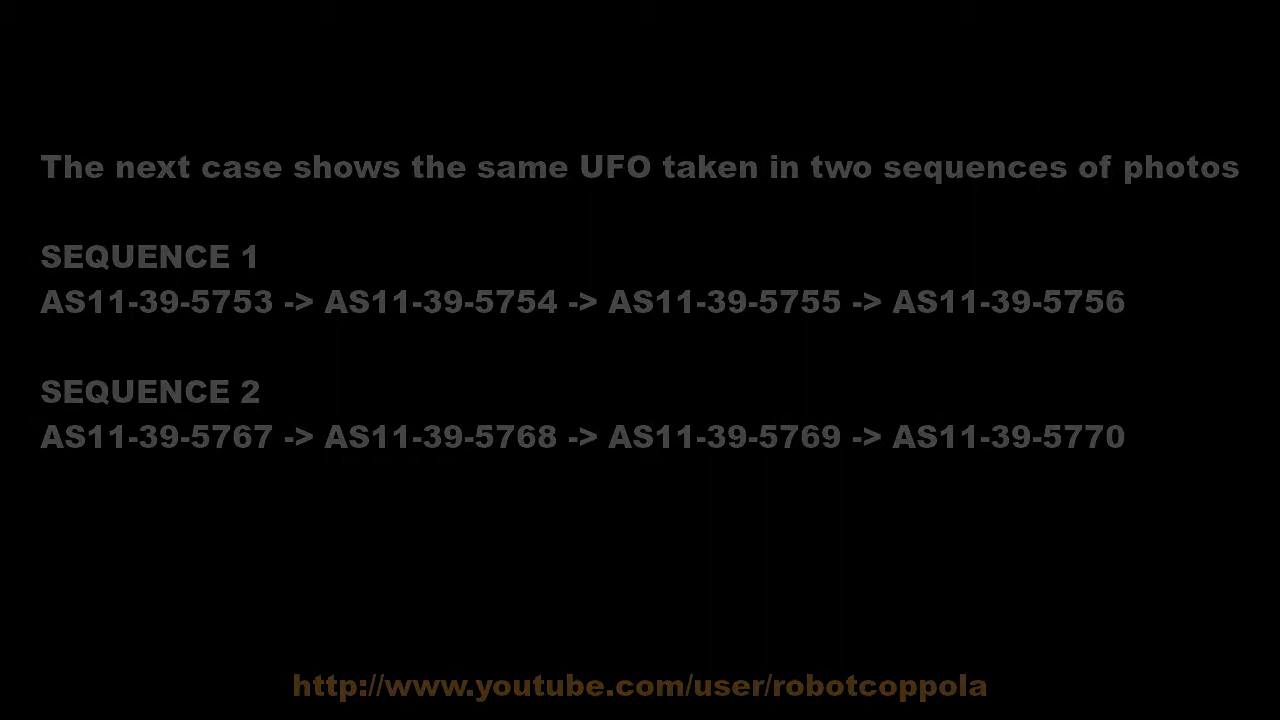 The next case shows the same UFO taken in two sequences of photos
SEQUENCE 1
AS11-39-5753 -> AS11-39-5754 -> AS11-39-5755 -> AS11-39-5756
SEQUENCE 2
AS11-39-5767 -> AS11-39-5768 -> AS11-39-5769 -> AS11-39-5770
http://www.youtube.com/user/robotcoppola